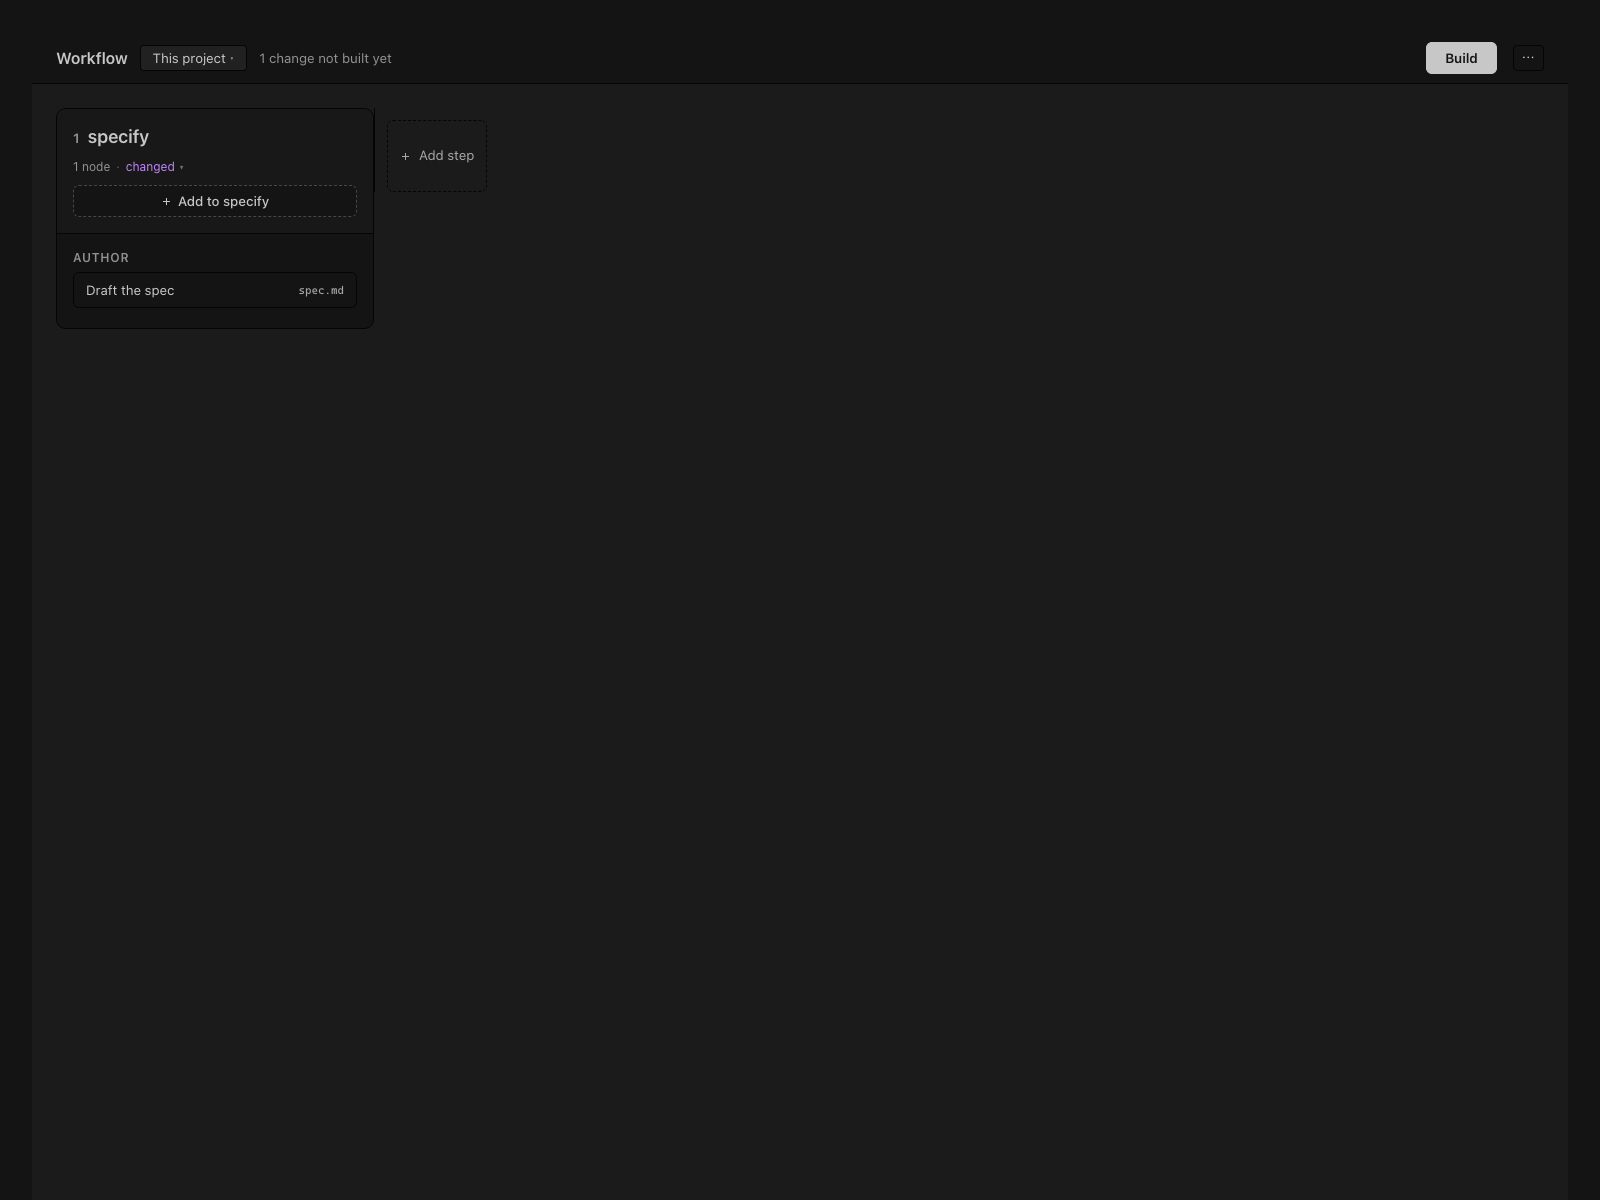 Workflow This project 1 change not built yet Build ...
1 specify
1 node · changed
+ Add to specify
+ Add step
AUTHOR
Draft the spec spec.md